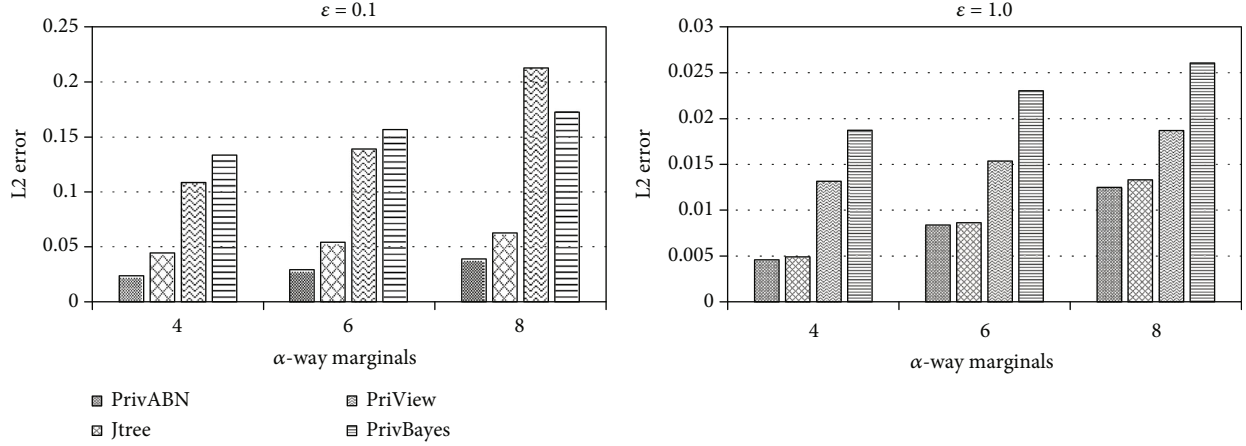 ε = 0.1
0.25
0.2
0.15
0.1
0.05
0
L2 error
4 6 8
α-way marginals
PrivABN
Jtree
PriView
PrivBayes
ε = 1.0
0.03
0.025
0.02
0.015
0.01
0.005
0
L2 error
4 6 8
α-way marginals